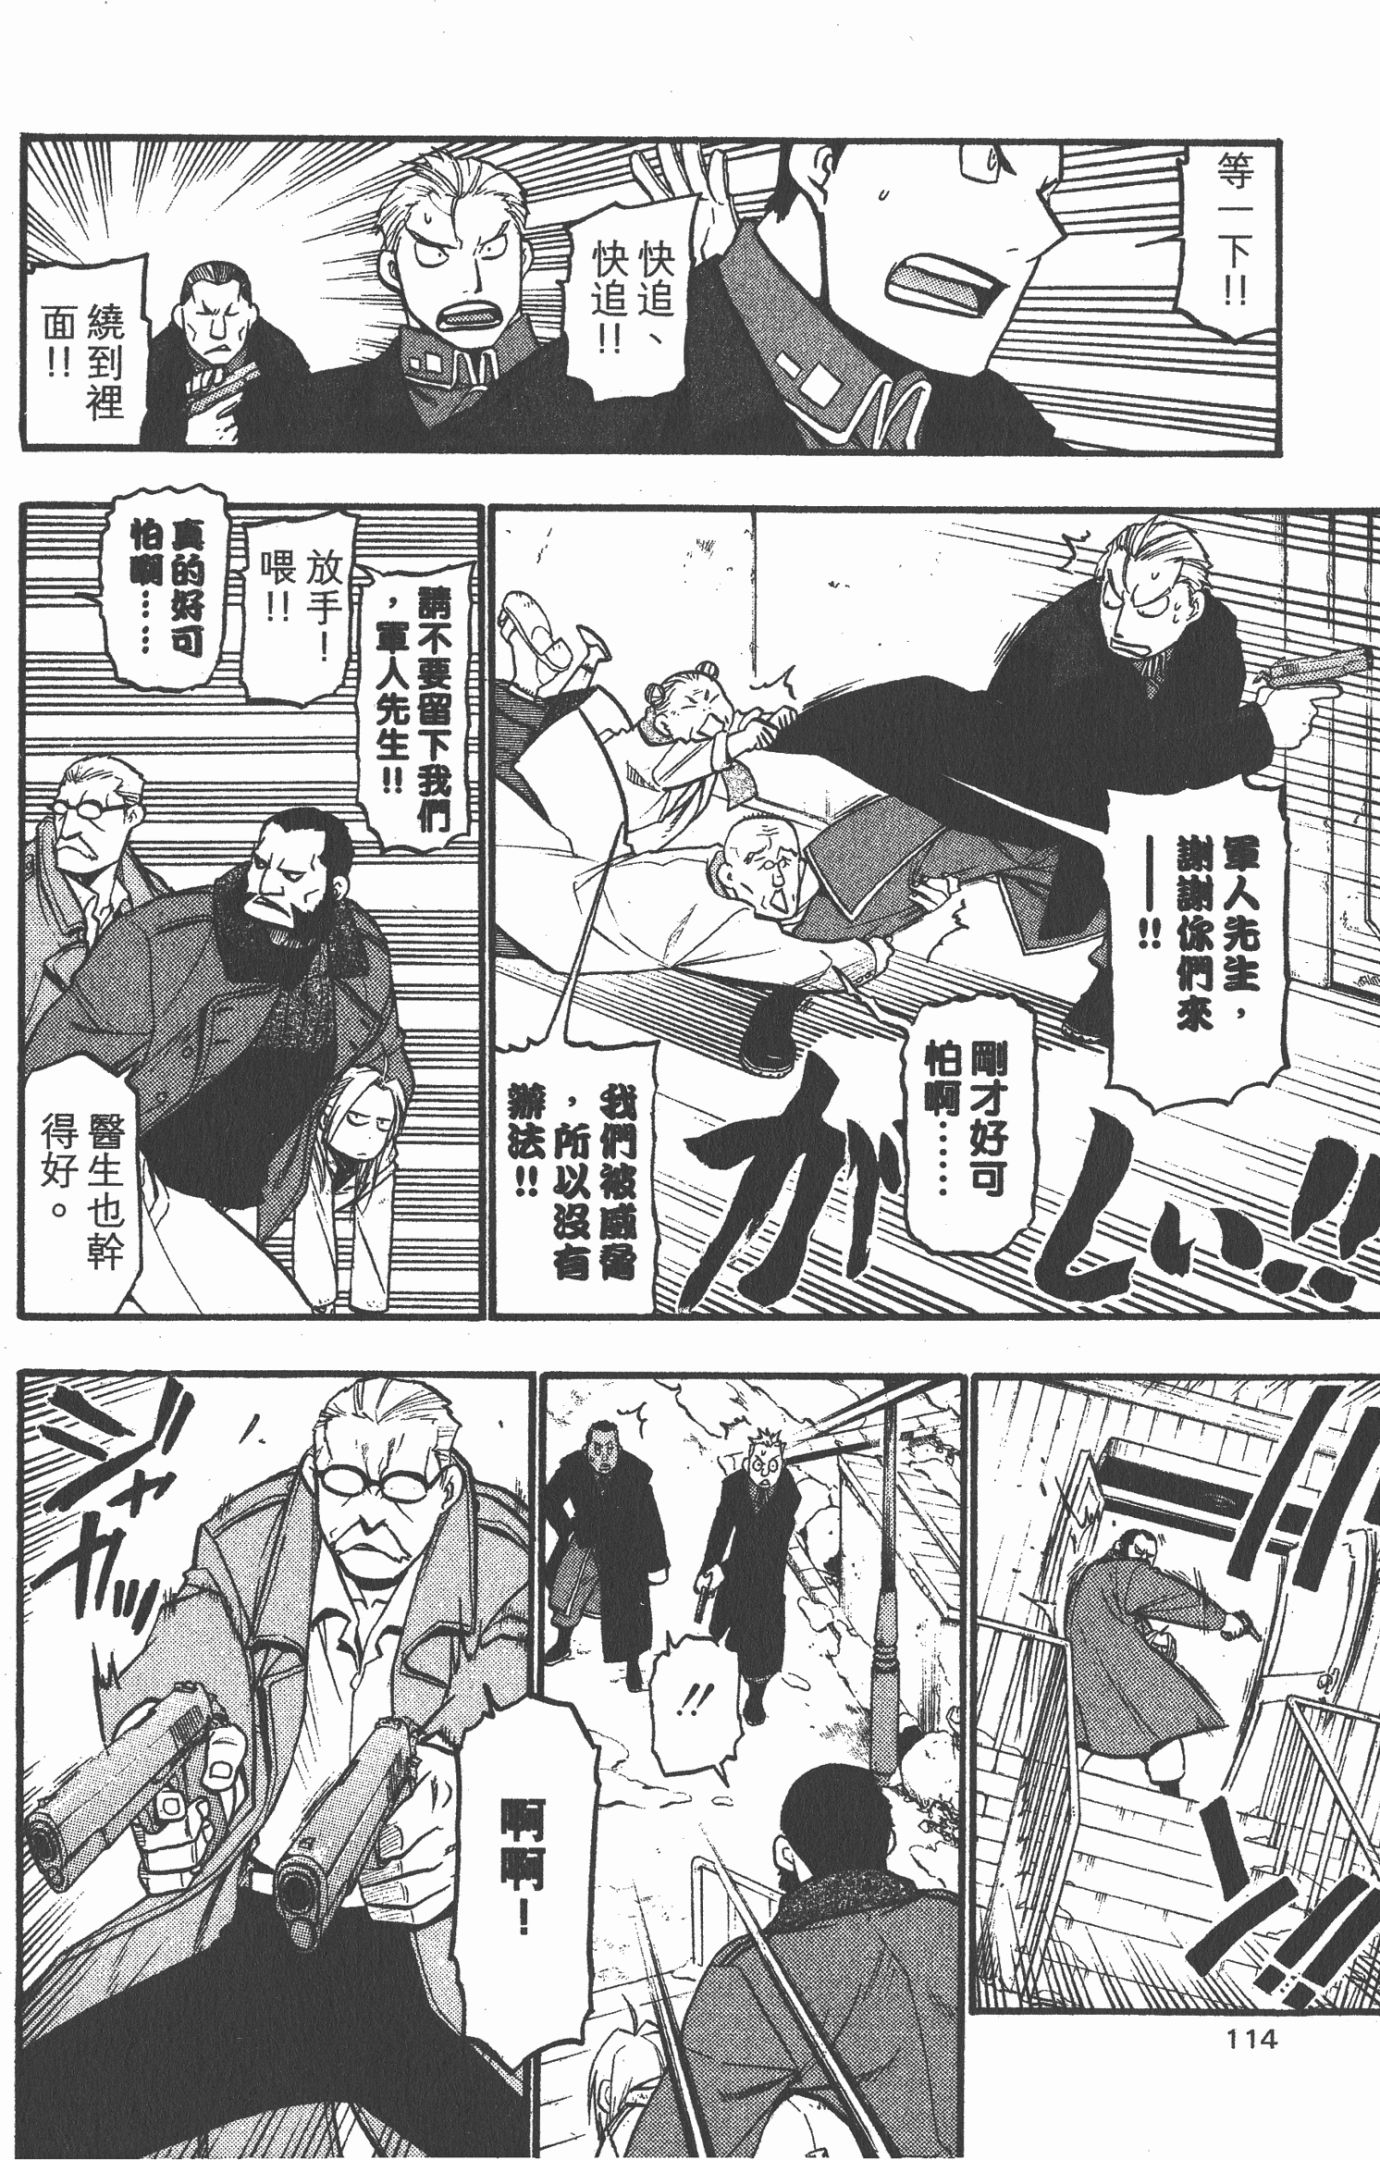 等一下!!
快追、
快追!!
繞到裡
面!!
軍人先生，
謝謝你們來
——!!
剛才好可
怕啊……
我們被威脅
，所以沒有
辦法!!
がしい!!
請不要留下我們
，軍人先生!!
放手！
喂!!
真的好可
怕啊……
醫生也幹
得好。
!!
啊啊！
ジャカッ
114